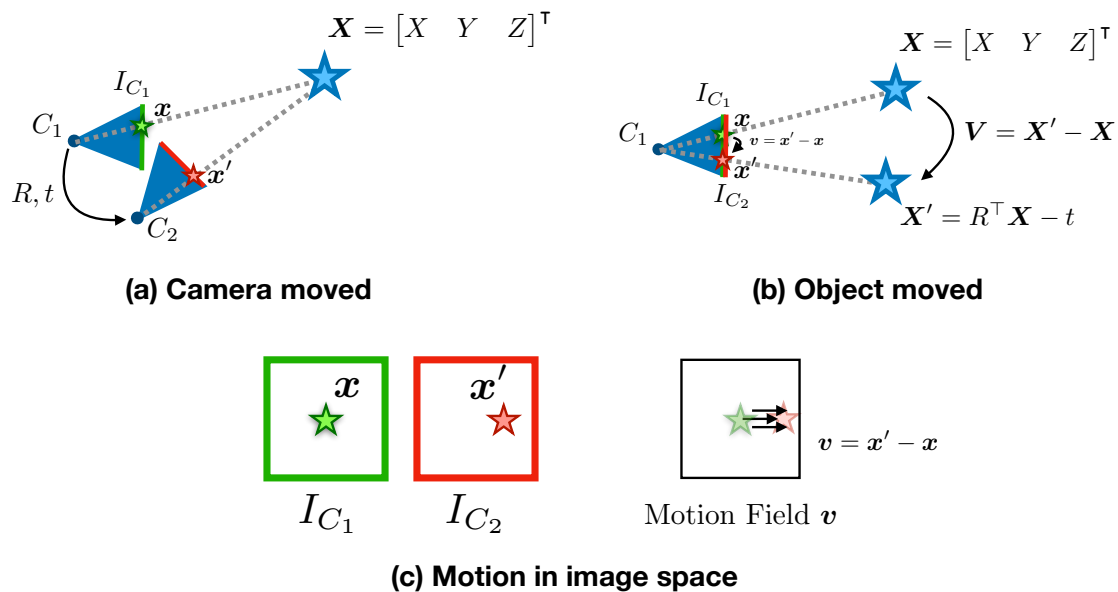 𝑿 = [X Y Z]ᵀ
I_{C_1}
𝒙
C_1
𝒙′
R, t
C_2
(a) Camera moved
𝑿 = [X Y Z]ᵀ
I_{C_1}
𝒙
C_1
𝒗 = 𝒙′ − 𝒙
𝑽 = 𝑿′ − 𝑿
𝒙′
I_{C_2}
𝑿′ = R^⊤𝑿 − t
(b) Object moved
𝒙
𝒙′
𝒗 = 𝒙′ − 𝒙
I_{C_1}
I_{C_2}
Motion Field 𝒗
(c) Motion in image space